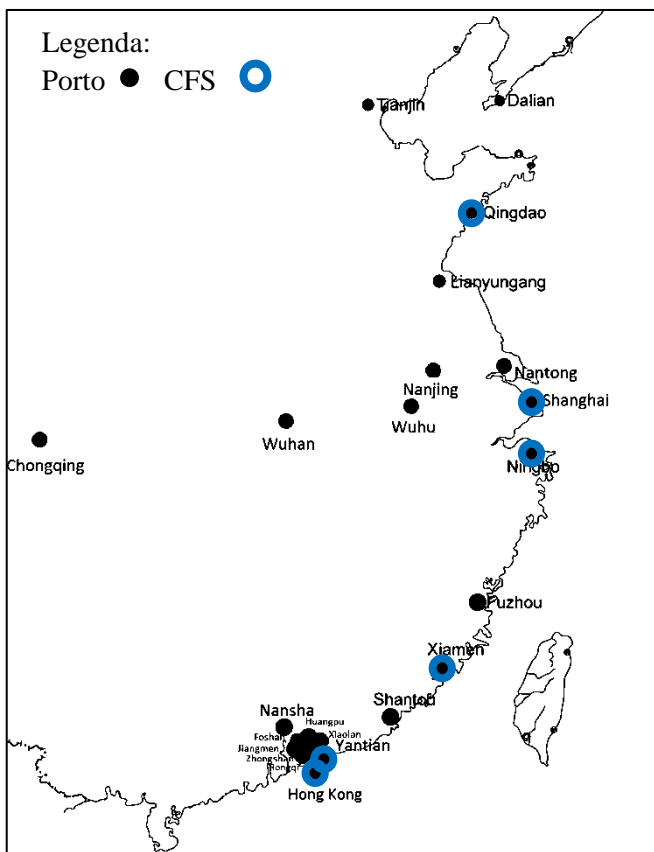 Legenda:
Porto CFS
Tianjin
Dalian
Qingdao
Lianyungang
Nantong
Nanjing
Shanghai
Wuhu
Wuhan
Chongqing
Ningbo
Fuzhou
Xiamen
Shantou
Nansha
Huangpu
Foshan
Xiaolan
Jiangmen
Yantian
Zhongshan
Rongqi
Hong Kong